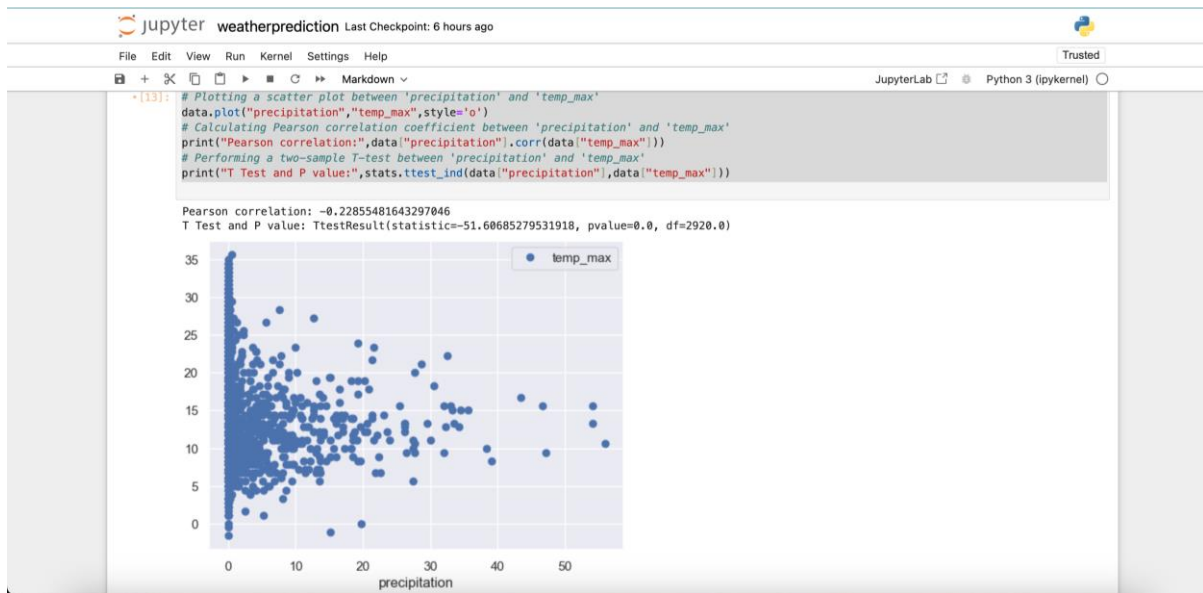 jupyter weatherprediction Last Checkpoint: 6 hours ago
File Edit View Run Kernel Settings Help Trusted
Markdown JupyterLab Python 3 (ipykernel)
[13]: # Plotting a scatter plot between 'precipitation' and 'temp_max'
data.plot("precipitation","temp_max",style='o')
# Calculating Pearson correlation coefficient between 'precipitation' and 'temp_max'
print("Pearson correlation:",data["precipitation"].corr(data["temp_max"]))
# Performing a two-sample T-test between 'precipitation' and 'temp_max'
print("T Test and P value:",stats.ttest_ind(data["precipitation"],data["temp_max"]))
Pearson correlation: -0.22855481643297046
T Test and P value: TtestResult(statistic=-51.60685279531918, pvalue=0.0, df=2920.0)
temp_max
35
30
25
20
15
10
5
0
0 10 20 30 40 50
precipitation